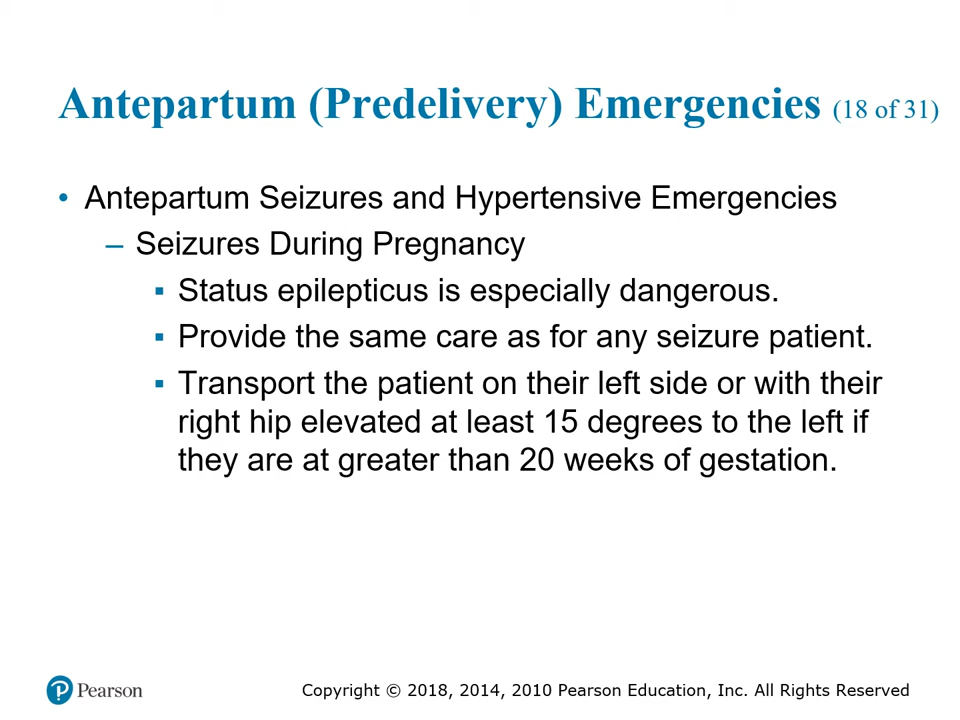 Antepartum (Predelivery) Emergencies (18 of 31)
• Antepartum Seizures and Hypertensive Emergencies
– Seizures During Pregnancy
▪ Status epilepticus is especially dangerous.
▪ Provide the same care as for any seizure patient.
▪ Transport the patient on their left side or with their
right hip elevated at least 15 degrees to the left if
they are at greater than 20 weeks of gestation.
Pearson
Copyright © 2018, 2014, 2010 Pearson Education, Inc. All Rights Reserved